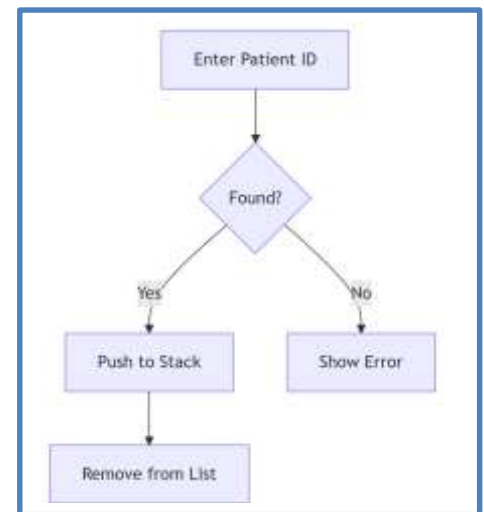 Enter Patient ID
Found?
Yes
No
Push to Stack
Show Error
Remove from List